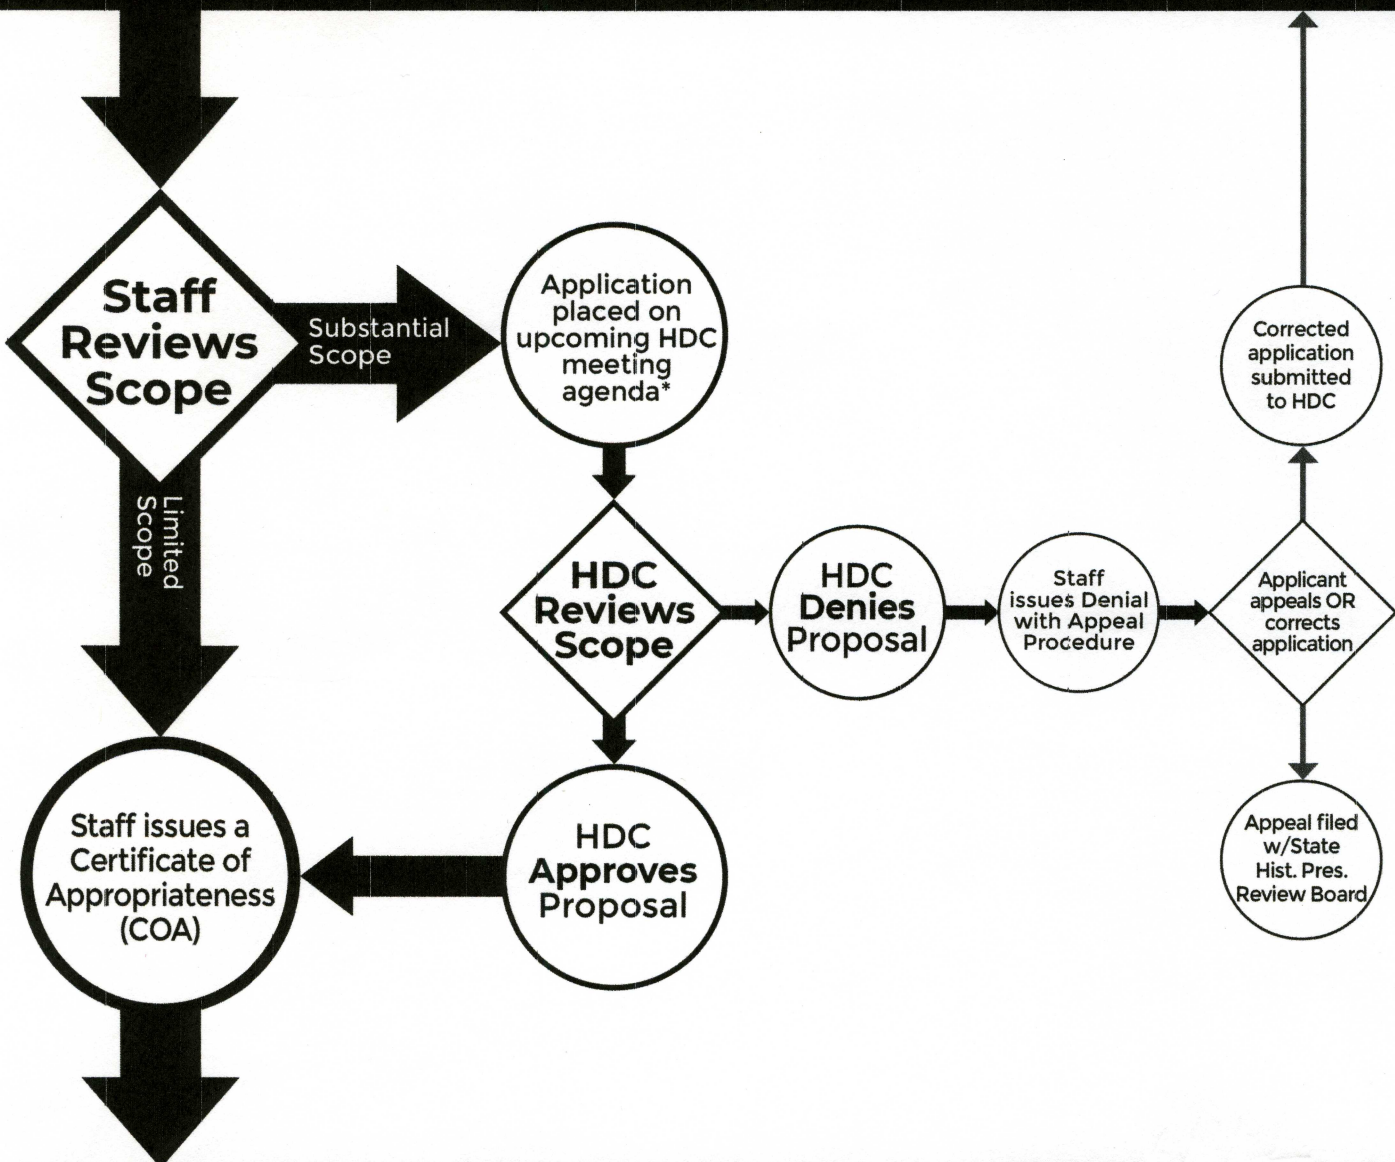 Staff
Reviews
Scope
Substantial
Scope
Application
placed on
upcoming HDC
meeting
agenda*
Limited
Scope
HDC
Reviews
Scope
HDC
Denies
Proposal
Staff
issues Denial
with Appeal
Procedure
Applicant
appeals OR
corrects
application
Corrected
application
submitted
to HDC
Appeal filed
w/State
Hist. Pres.
Review Board
HDC
Approves
Proposal
Staff issues a
Certificate of
Appropriateness
(COA)